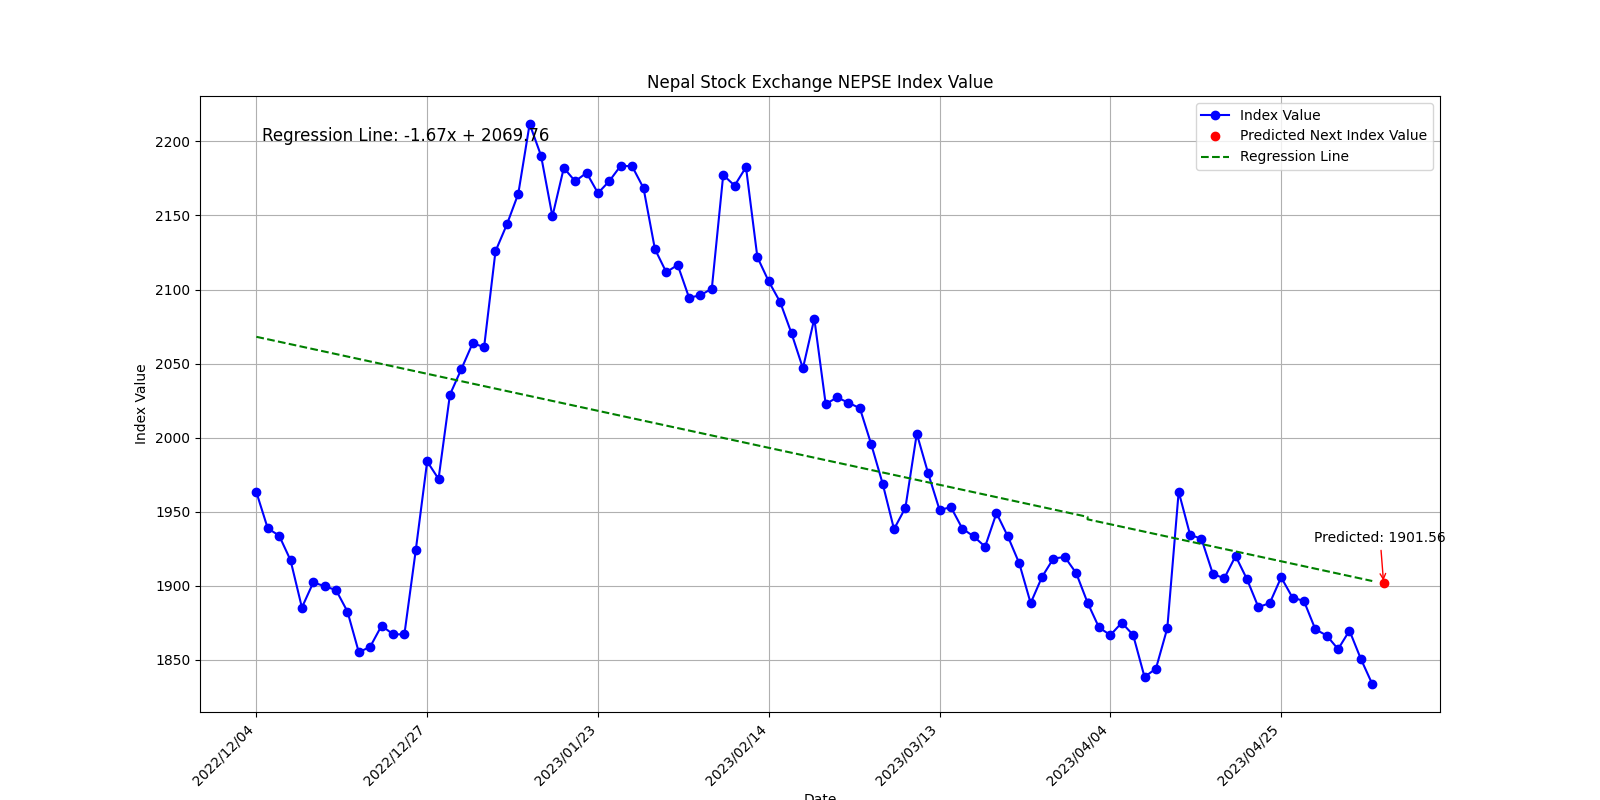 Nepal Stock Exchange NEPSE Index Value
Regression Line: -1.67x + 2069.76
Index Value
Predicted Next Index Value
Regression Line
2200
2150
2100
2050
2000
1950
1900
1850
Index Value
Predicted: 1901.56
2022/12/04
2022/12/27
2023/01/23
2023/02/14
2023/03/13
2023/04/04
2023/04/25
Date